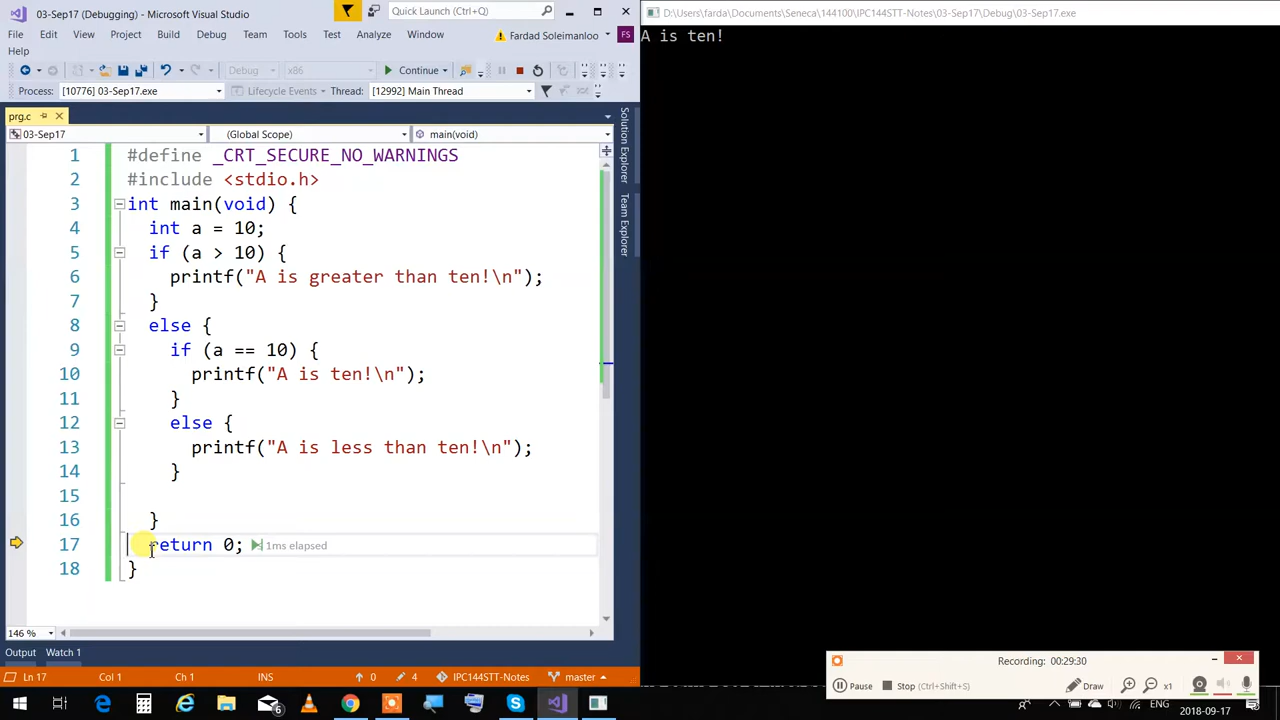 03-Sep17 (Debugging) - Microsoft Visual Studio
Quick Launch (Ctrl+Q)
File Edit View Project Build Debug Team Tools Test Analyze Window
Fardad Soleimanloo
FS
Help
Debug x86 Continue
Process: [10776] 03-Sep17.exe Lifecycle Events Thread: [12992] Main Thread
prg.c
03-Sep17 (Global Scope) main(void)
1 #define _CRT_SECURE_NO_WARNINGS
2 #include <stdio.h>
3 int main(void) {
4 int a = 10;
5 if (a > 10) {
6 printf("A is greater than ten!\n");
7 }
8 else {
9 if (a == 10) {
10 printf("A is ten!\n");
11 }
12 else {
13 printf("A is less than ten!\n");
14 }
15
16 }
17 return 0; 1ms elapsed
18 }
Solution Explorer
Team Explorer
146 %
Output Watch 1
Ln 17 Col 1 Ch 1 INS 0 4 IPC144STT-Notes master
D:\Users\farda\Documents\Seneca\144100\IPC144STT-Notes\03-Sep17\Debug\03-Sep17.exe
A is ten!
Recording: 00:29:30
Pause Stop (Ctrl+Shift+S) Draw x1
6
ENG
2018-09-17
2